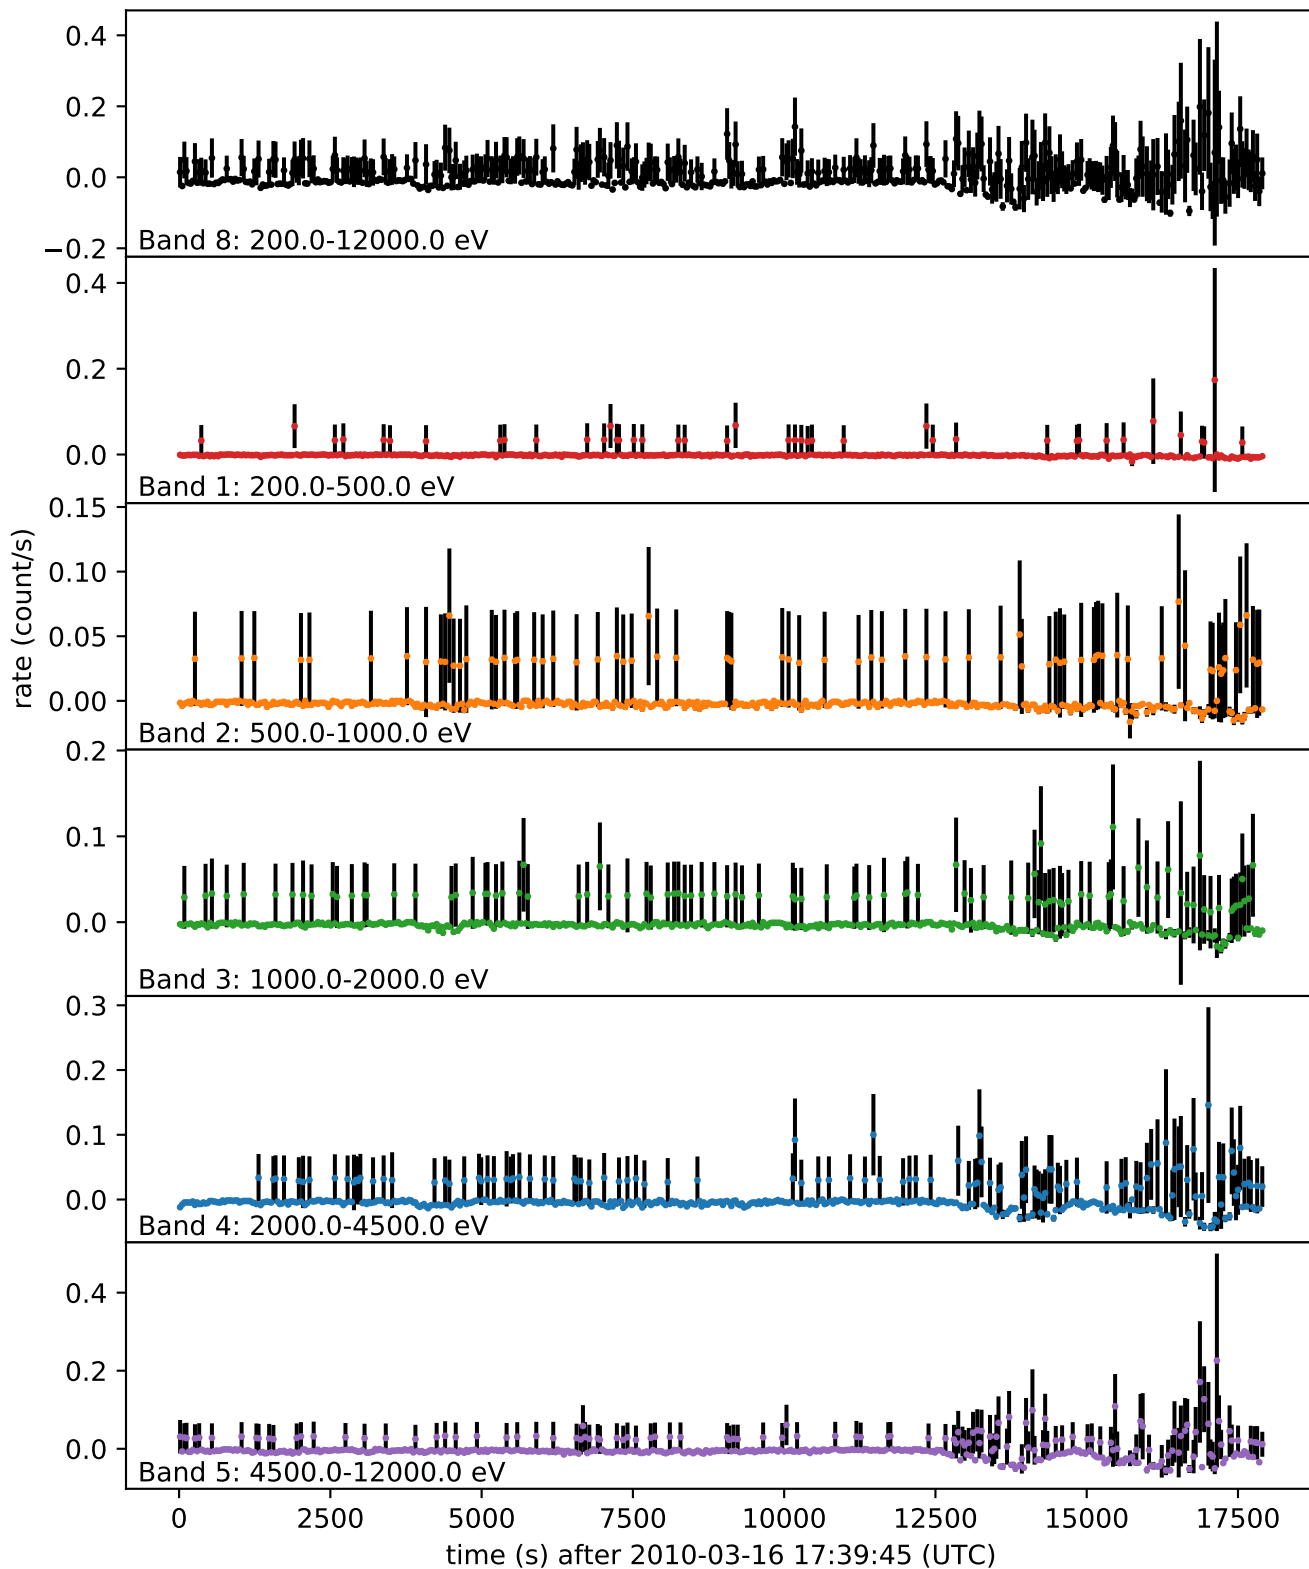 0.4
0.2
0.0
−0.2
Band 8: 200.0-12000.0 eV
0.4
0.2
0.0
Band 1: 200.0-500.0 eV
0.15
0.10
0.05
0.00
Band 2: 500.0-1000.0 eV
rate (count/s)
0.2
0.1
0.0
Band 3: 1000.0-2000.0 eV
0.3
0.2
0.1
0.0
Band 4: 2000.0-4500.0 eV
0.4
0.2
0.0
Band 5: 4500.0-12000.0 eV
0 2500 5000 7500 10000 12500 15000 17500
time (s) after 2010-03-16 17:39:45 (UTC)